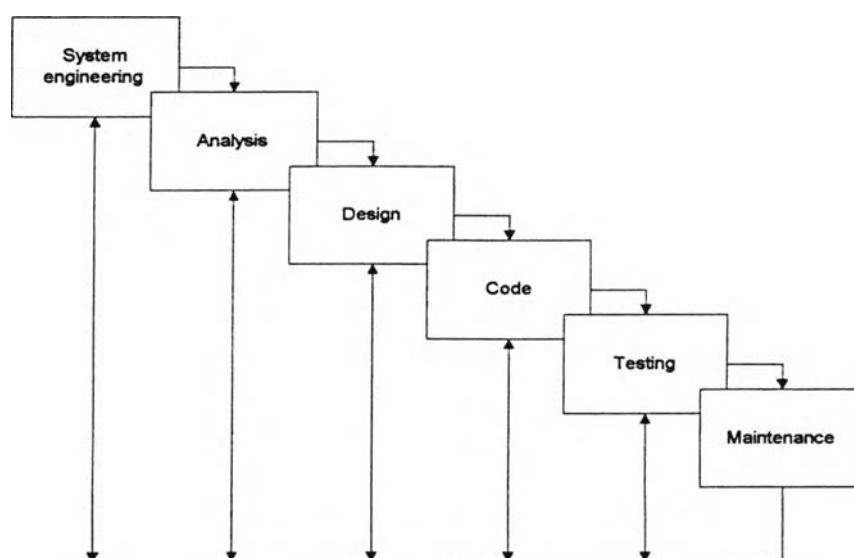 System
engineering
Analysis
Design
Code
Testing
Maintenance